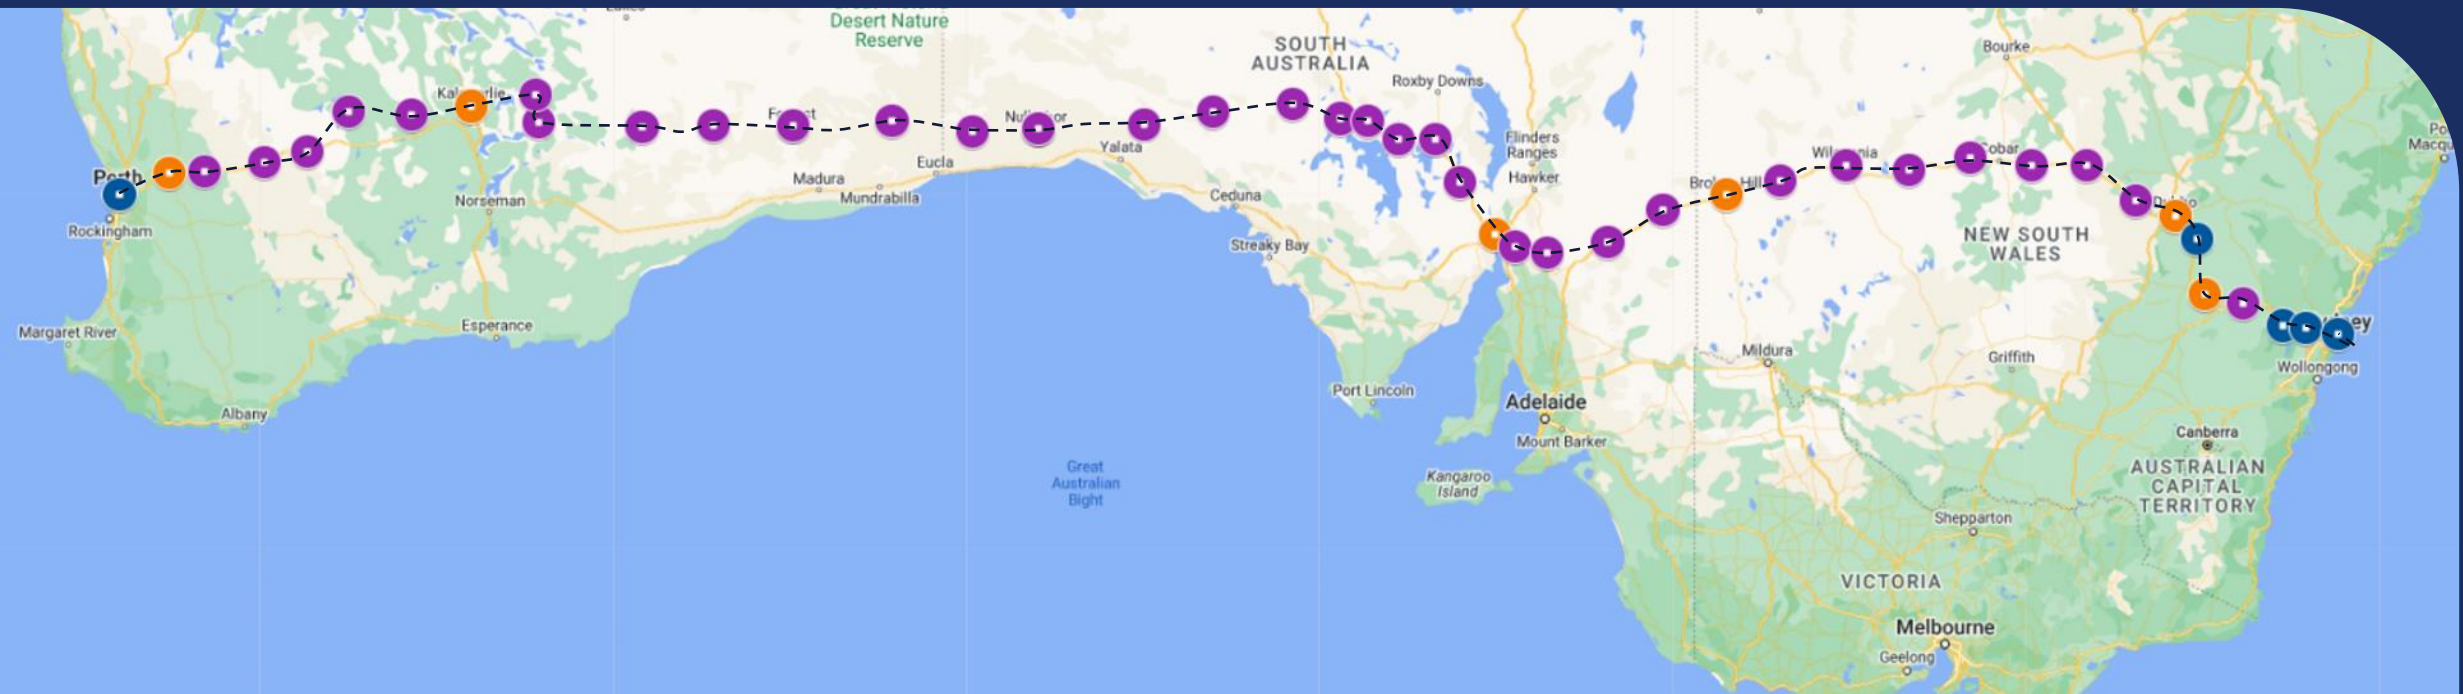 Desert Nature
Reserve
SOUTH
AUSTRALIA
Roxby Downs
Bourke
Perth
Rockingham
Margaret River
Albany
Norseman
Esperance
Madura
Mundrabilla
Eucla
Yalata
Ceduna
Streaky Bay
Port Lincoln
Flinders
Ranges
Hawker
Adelaide
Mount Barker
Kangaroo
Island
Great
Australian
Bight
NEW SOUTH
WALES
Mildura
Griffith
Wollongong
Canberra
AUSTRALIAN
CAPITAL
TERRITORY
Shepparton
VICTORIA
Melbourne
Geelong